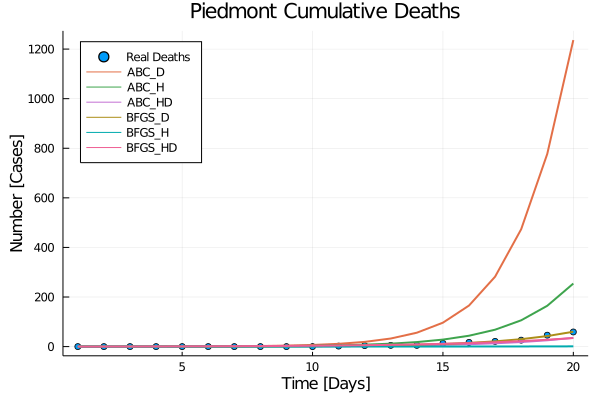 Piedmont Cumulative Deaths
Number [Cases]
1200
1000
800
600
400
200
0
Real Deaths
ABC_D
ABC_H
ABC_HD
BFGS_D
BFGS_H
BFGS_HD
5
10
15
20
Time [Days]